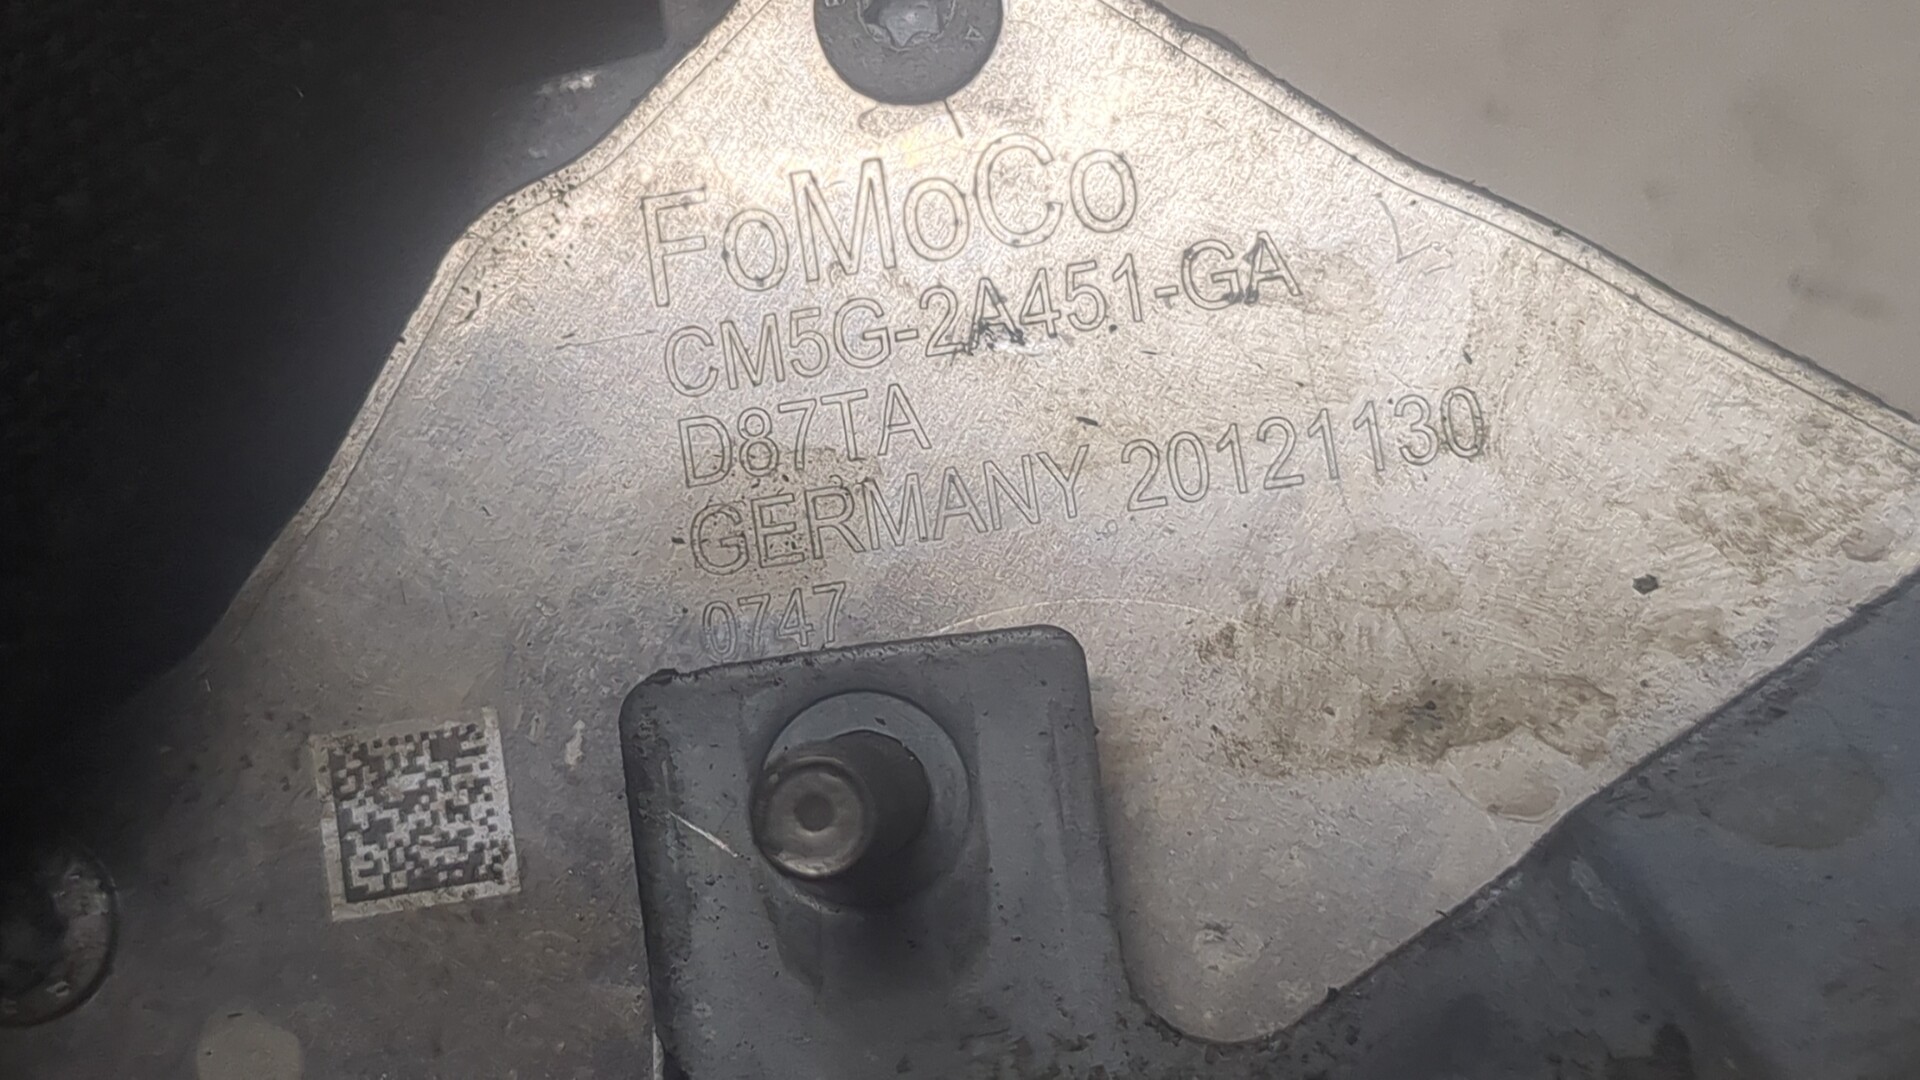 FoMoCo
CM5G-2A451-GA
D87TA
GERMANY 20121130
0747